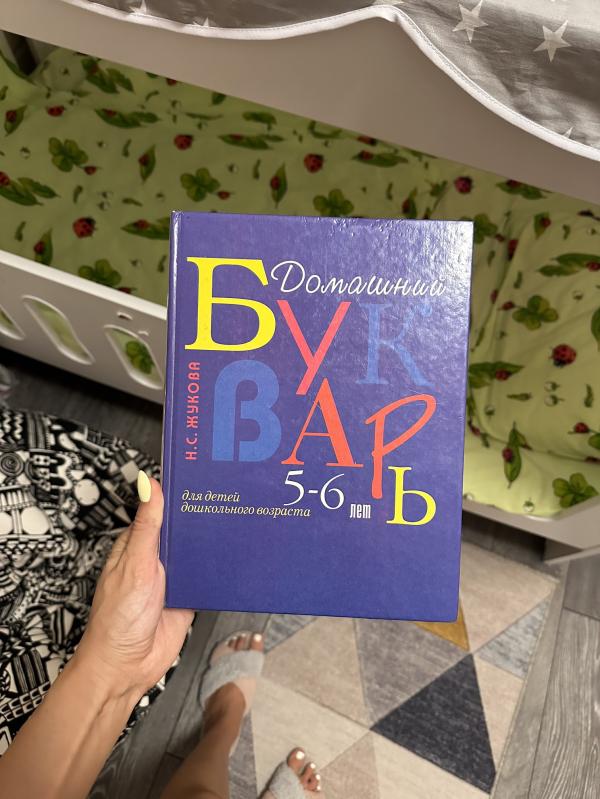 Домашний
БУК
ВАРЬ
Н.С. ЖУКОВА
5-6 лет
для детей
дошкольного возраста